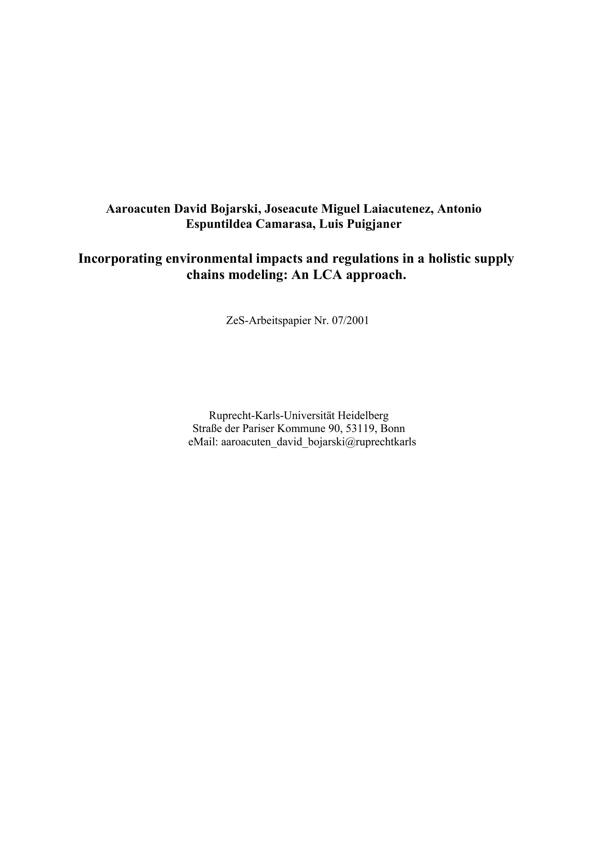 Aaroacuten David Bojarski, Joseacute Miguel Laiacutenez, Antonio
Espuntildea Camarasa, Luis Puigjaner
Incorporating environmental impacts and regulations in a holistic supply
chains modeling: An LCA approach.
ZeS-Arbeitspapier Nr. 07/2001
Ruprecht-Karls-Universität Heidelberg
Straße der Pariser Kommune 90, 53119, Bonn
eMail: aaroacuten_david_bojarski@ruprechtkarls